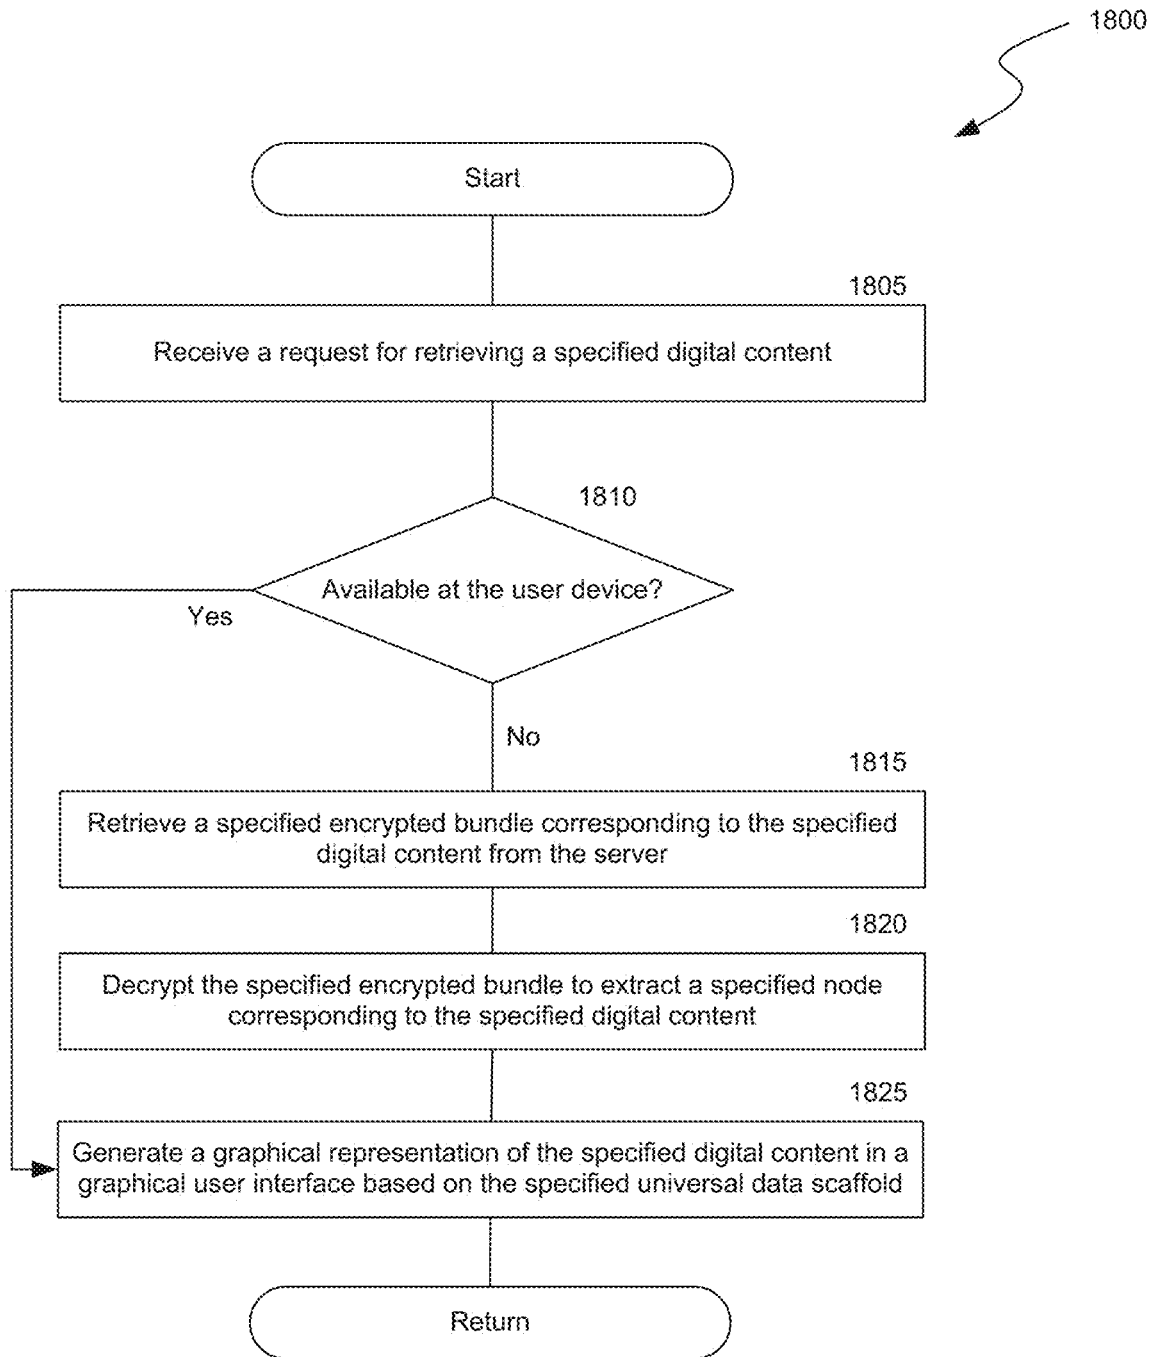 1800
Start
1805
Receive a request for retrieving a specified digital content
1810
Available at the user device?
Yes
No
1815
Retrieve a specified encrypted bundle corresponding to the specified
digital content from the server
1820
Decrypt the specified encrypted bundle to extract a specified node
corresponding to the specified digital content
1825
Generate a graphical representation of the specified digital content in a
graphical user interface based on the specified universal data scaffold
Return